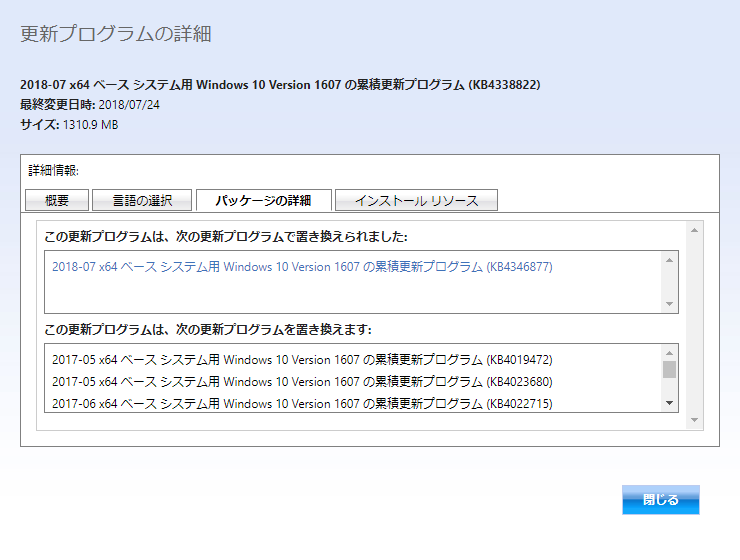 更新プログラムの詳細
2018-07 x64 ベース システム用 Windows 10 Version 1607 の累積更新プログラム (KB4338822)
最終変更日時: 2018/07/24
サイズ: 1310.9 MB
詳細情報:
概要 言語の選択 パッケージの詳細 インストール リソース
この更新プログラムは、次の更新プログラムで置き換えられました:
2018-07 x64 ベース システム用 Windows 10 Version 1607 の累積更新プログラム (KB4346877)
この更新プログラムは、次の更新プログラムを置き換えます:
2017-05 x64 ベース システム用 Windows 10 Version 1607 の累積更新プログラム (KB4019472)
2017-05 x64 ベース システム用 Windows 10 Version 1607 の累積更新プログラム (KB4023680)
2017-06 x64 ベース システム用 Windows 10 Version 1607 の累積更新プログラム (KB4022715)
閉じる